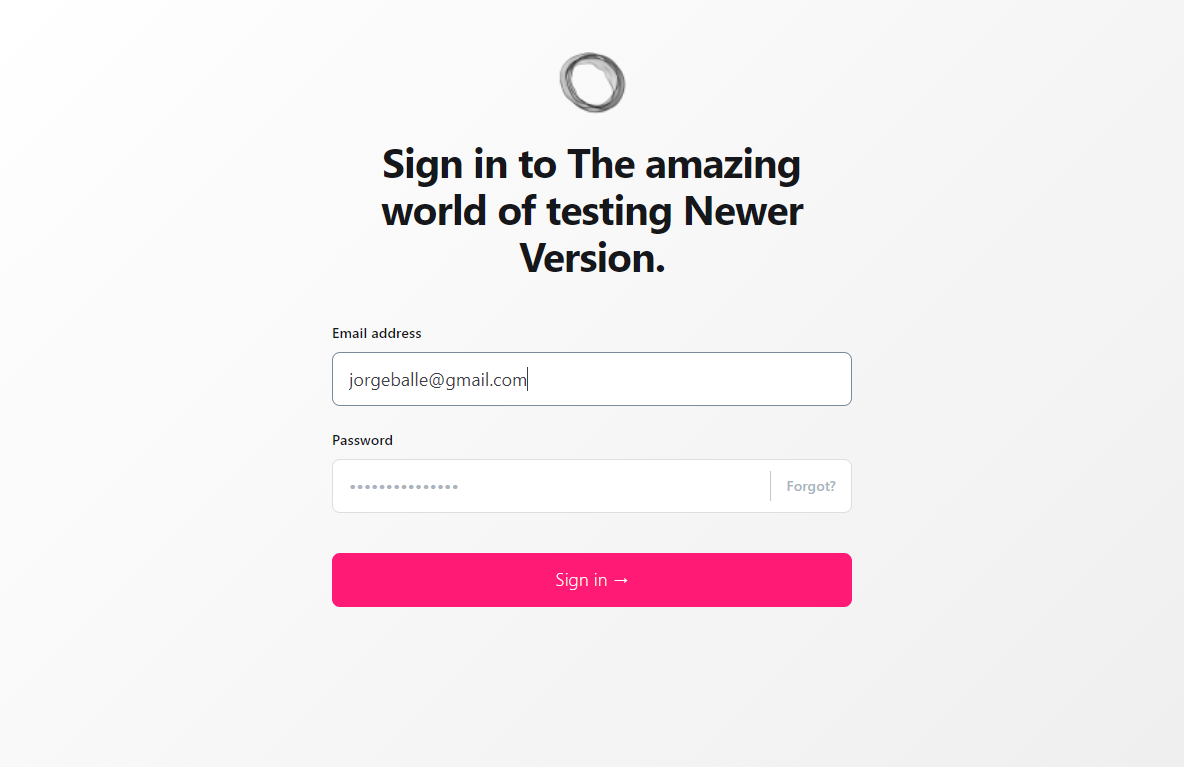 Sign in to The amazing
world of testing Newer
Version.
Email address
jorgeballe@gmail.com
Password
•••••••••••••••
Forgot?
Sign in →